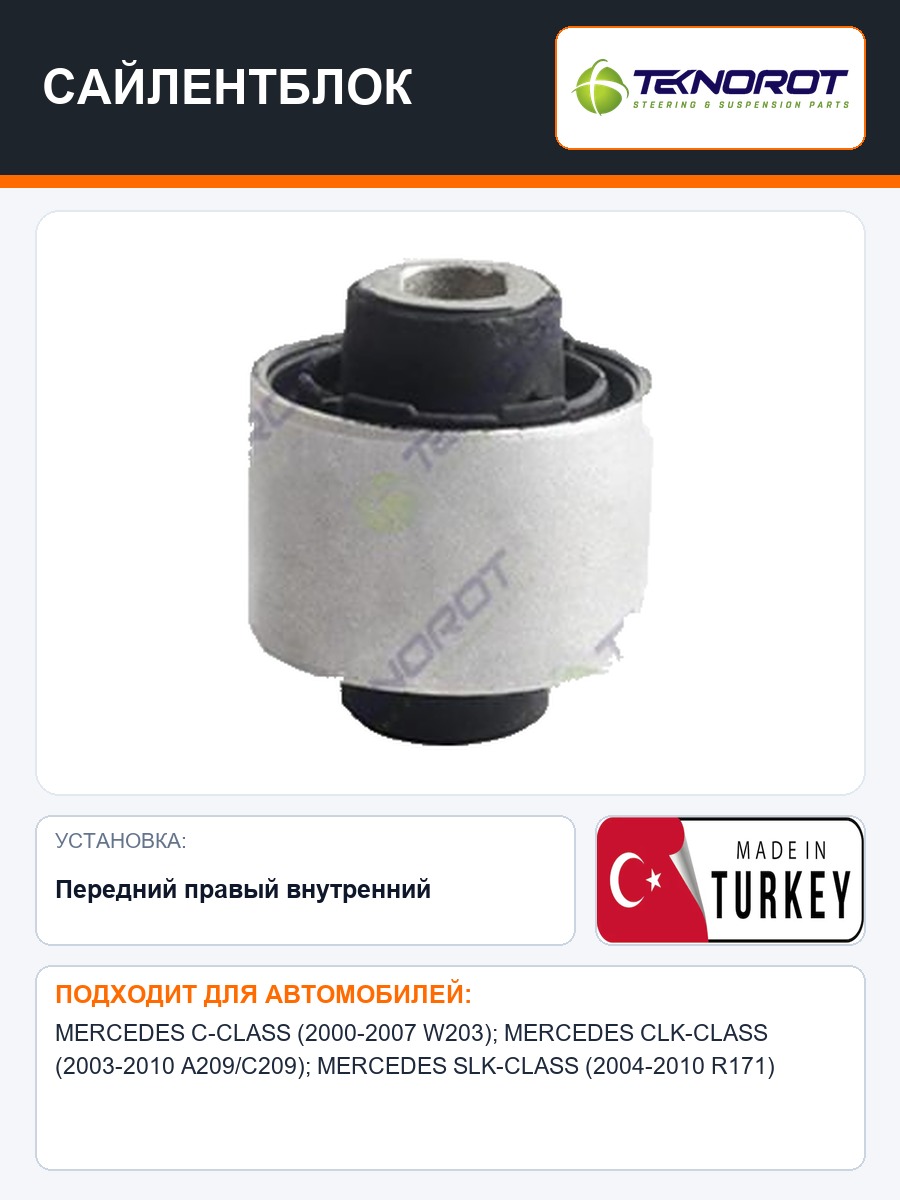 САЙЛЕНТБЛОК
TEKNOROT
STEERING & SUSPENSION PARTS
TEKNOROT
УСТАНОВКА:
Передний правый внутренний
MADE IN
TURKEY
ПОДХОДИТ ДЛЯ АВТОМОБИЛЕЙ:
MERCEDES C-CLASS (2000-2007 W203); MERCEDES CLK-CLASS
(2003-2010 A209/C209); MERCEDES SLK-CLASS (2004-2010 R171)